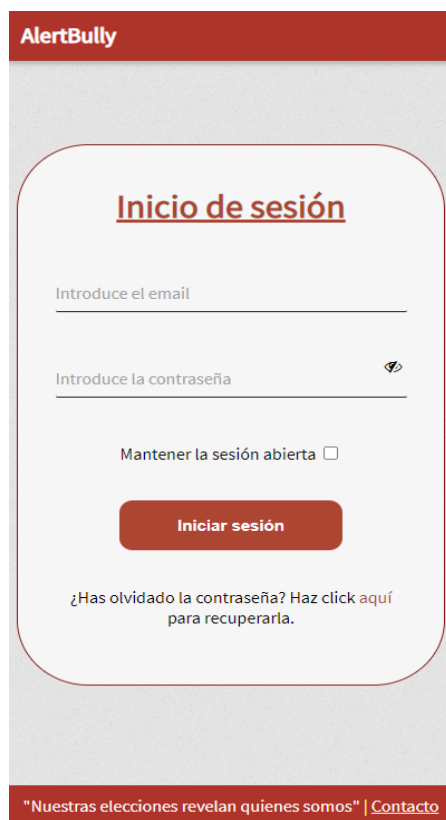 AlertBully
Inicio de sesión
Introduce el email
Introduce la contraseña
Mantener la sesión abierta
Iniciar sesión
¿Has olvidado la contraseña? Haz click aquí
para recuperarla.
"Nuestras elecciones revelan quienes somos" | Contacto